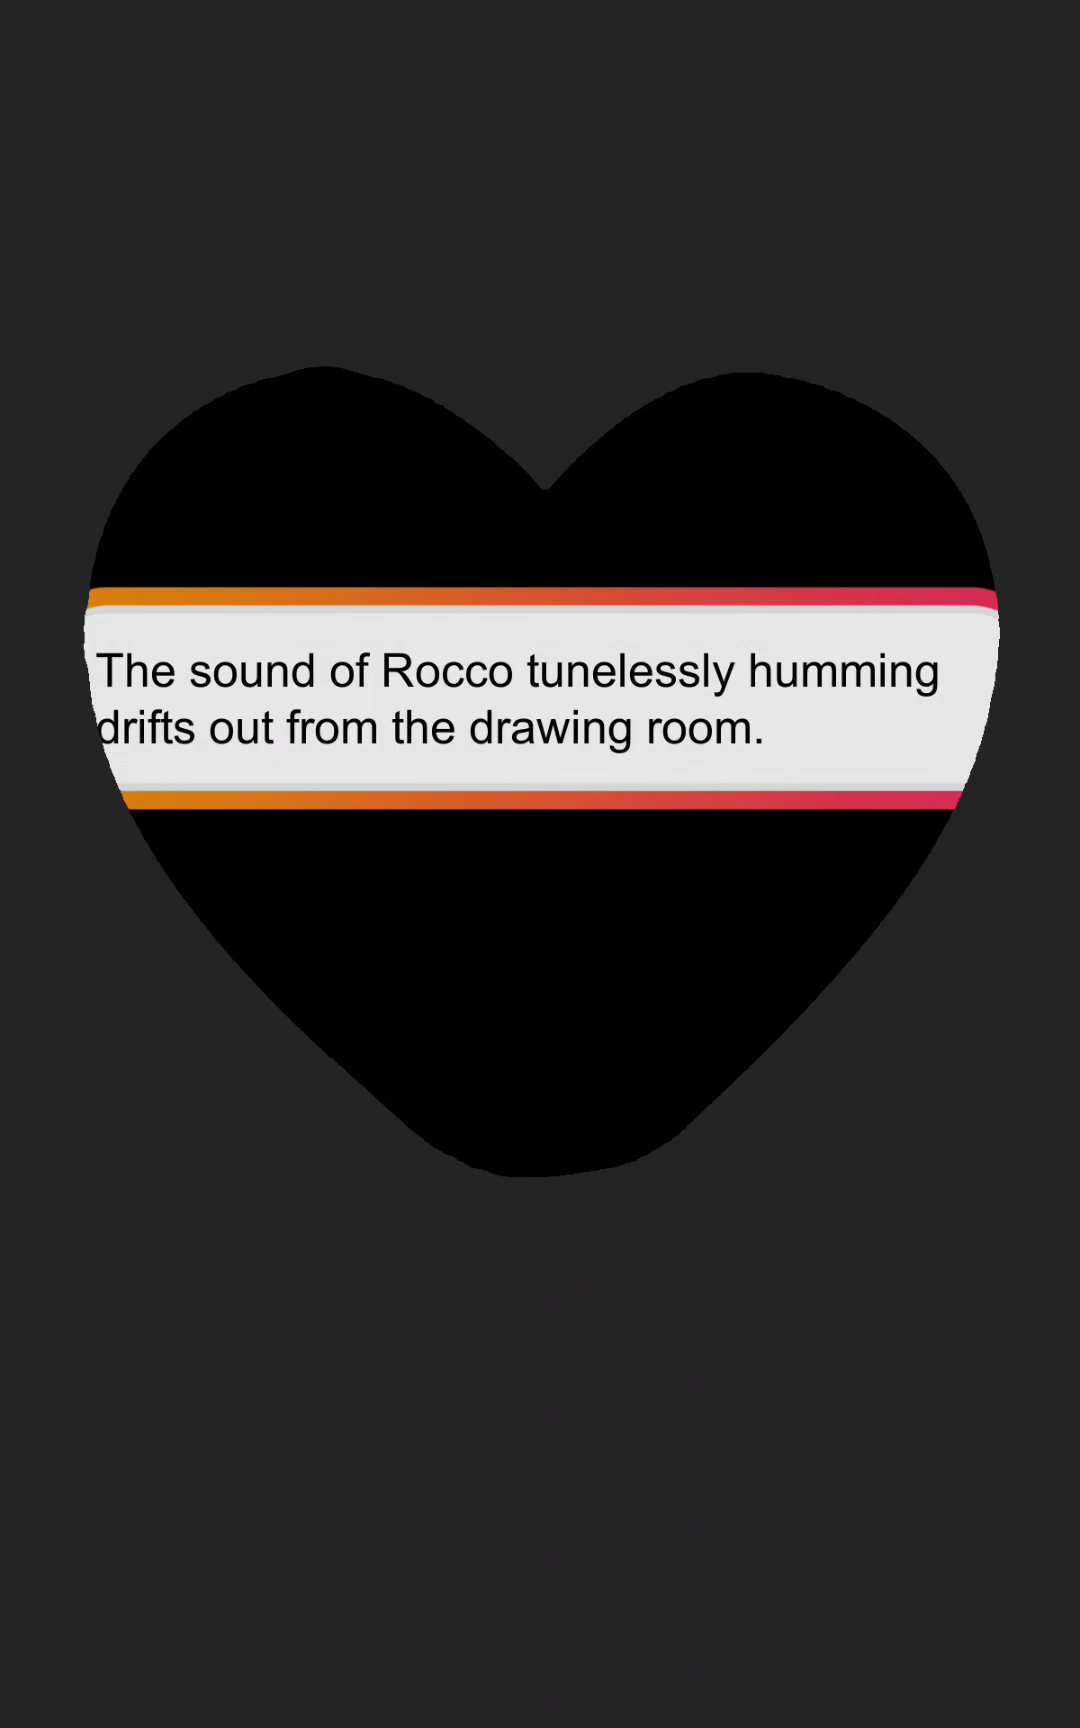 The sound of Rocco tunelessly humming
drifts out from the drawing room.